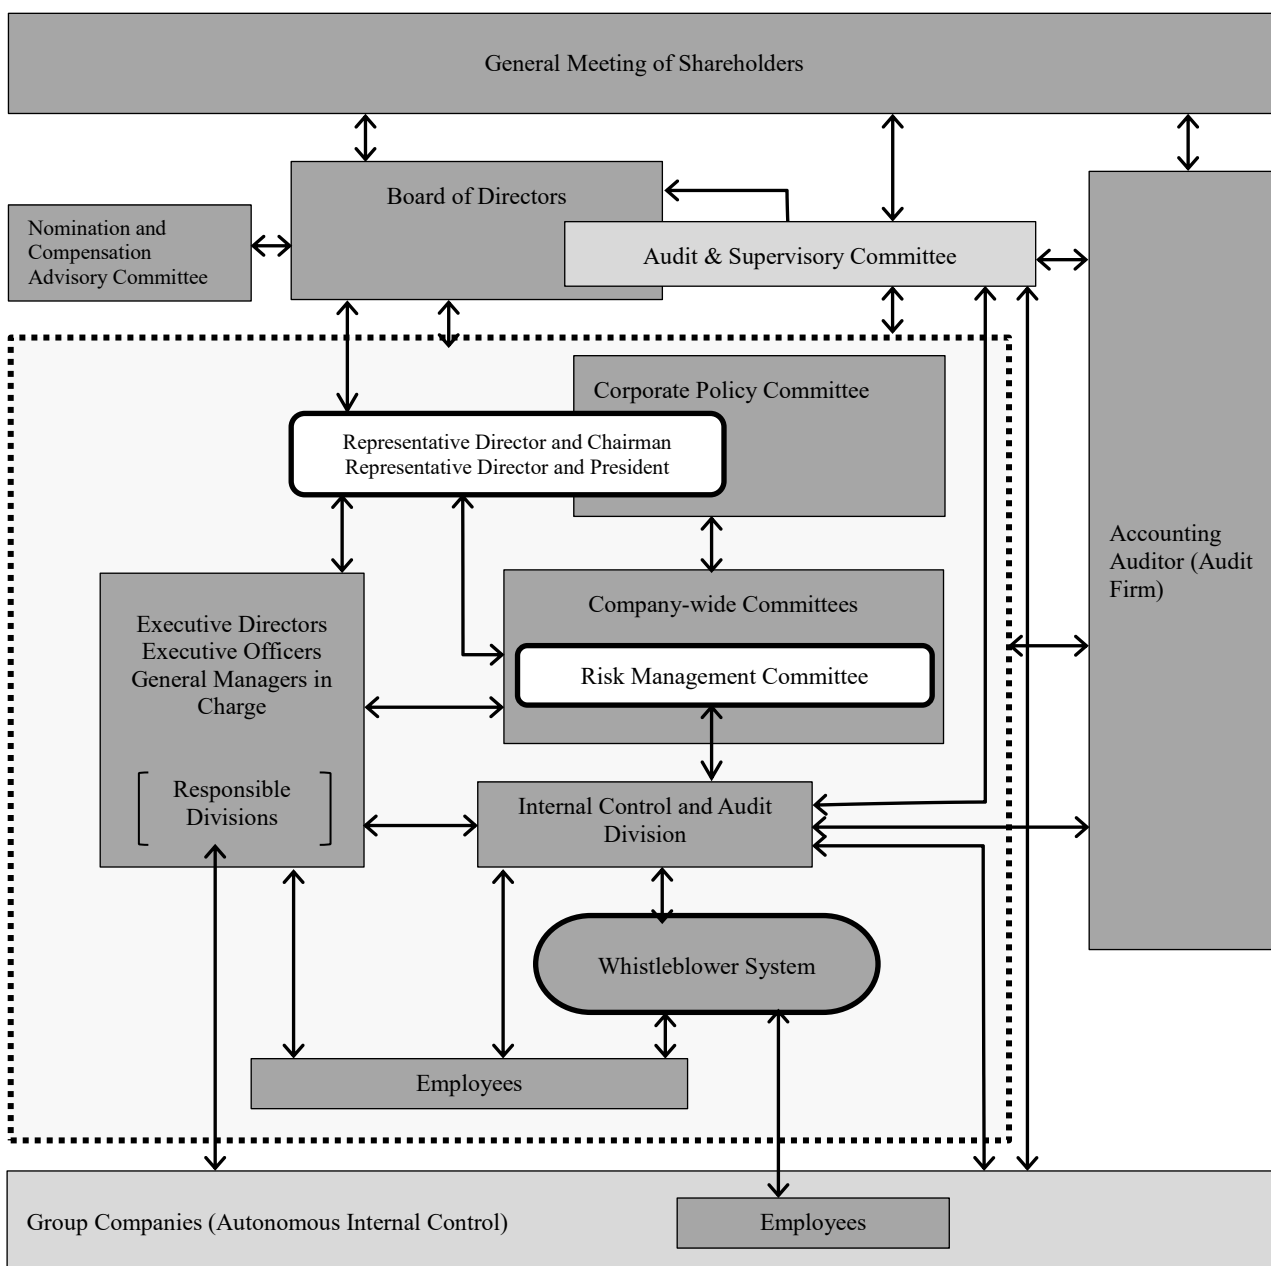 General Meeting of Shareholders
Board of Directors
Nomination and
Compensation
Advisory Committee
Audit & Supervisory Committee
Corporate Policy Committee
Representative Director and Chairman
Representative Director and President
Accounting
Auditor (Audit
Firm)
Executive Directors
Executive Officers
General Managers in
Charge
Company-wide Committees
Risk Management Committee
Responsible
Divisions
Internal Control and Audit
Division
Whistleblower System
Employees
Group Companies (Autonomous Internal Control)
Employees